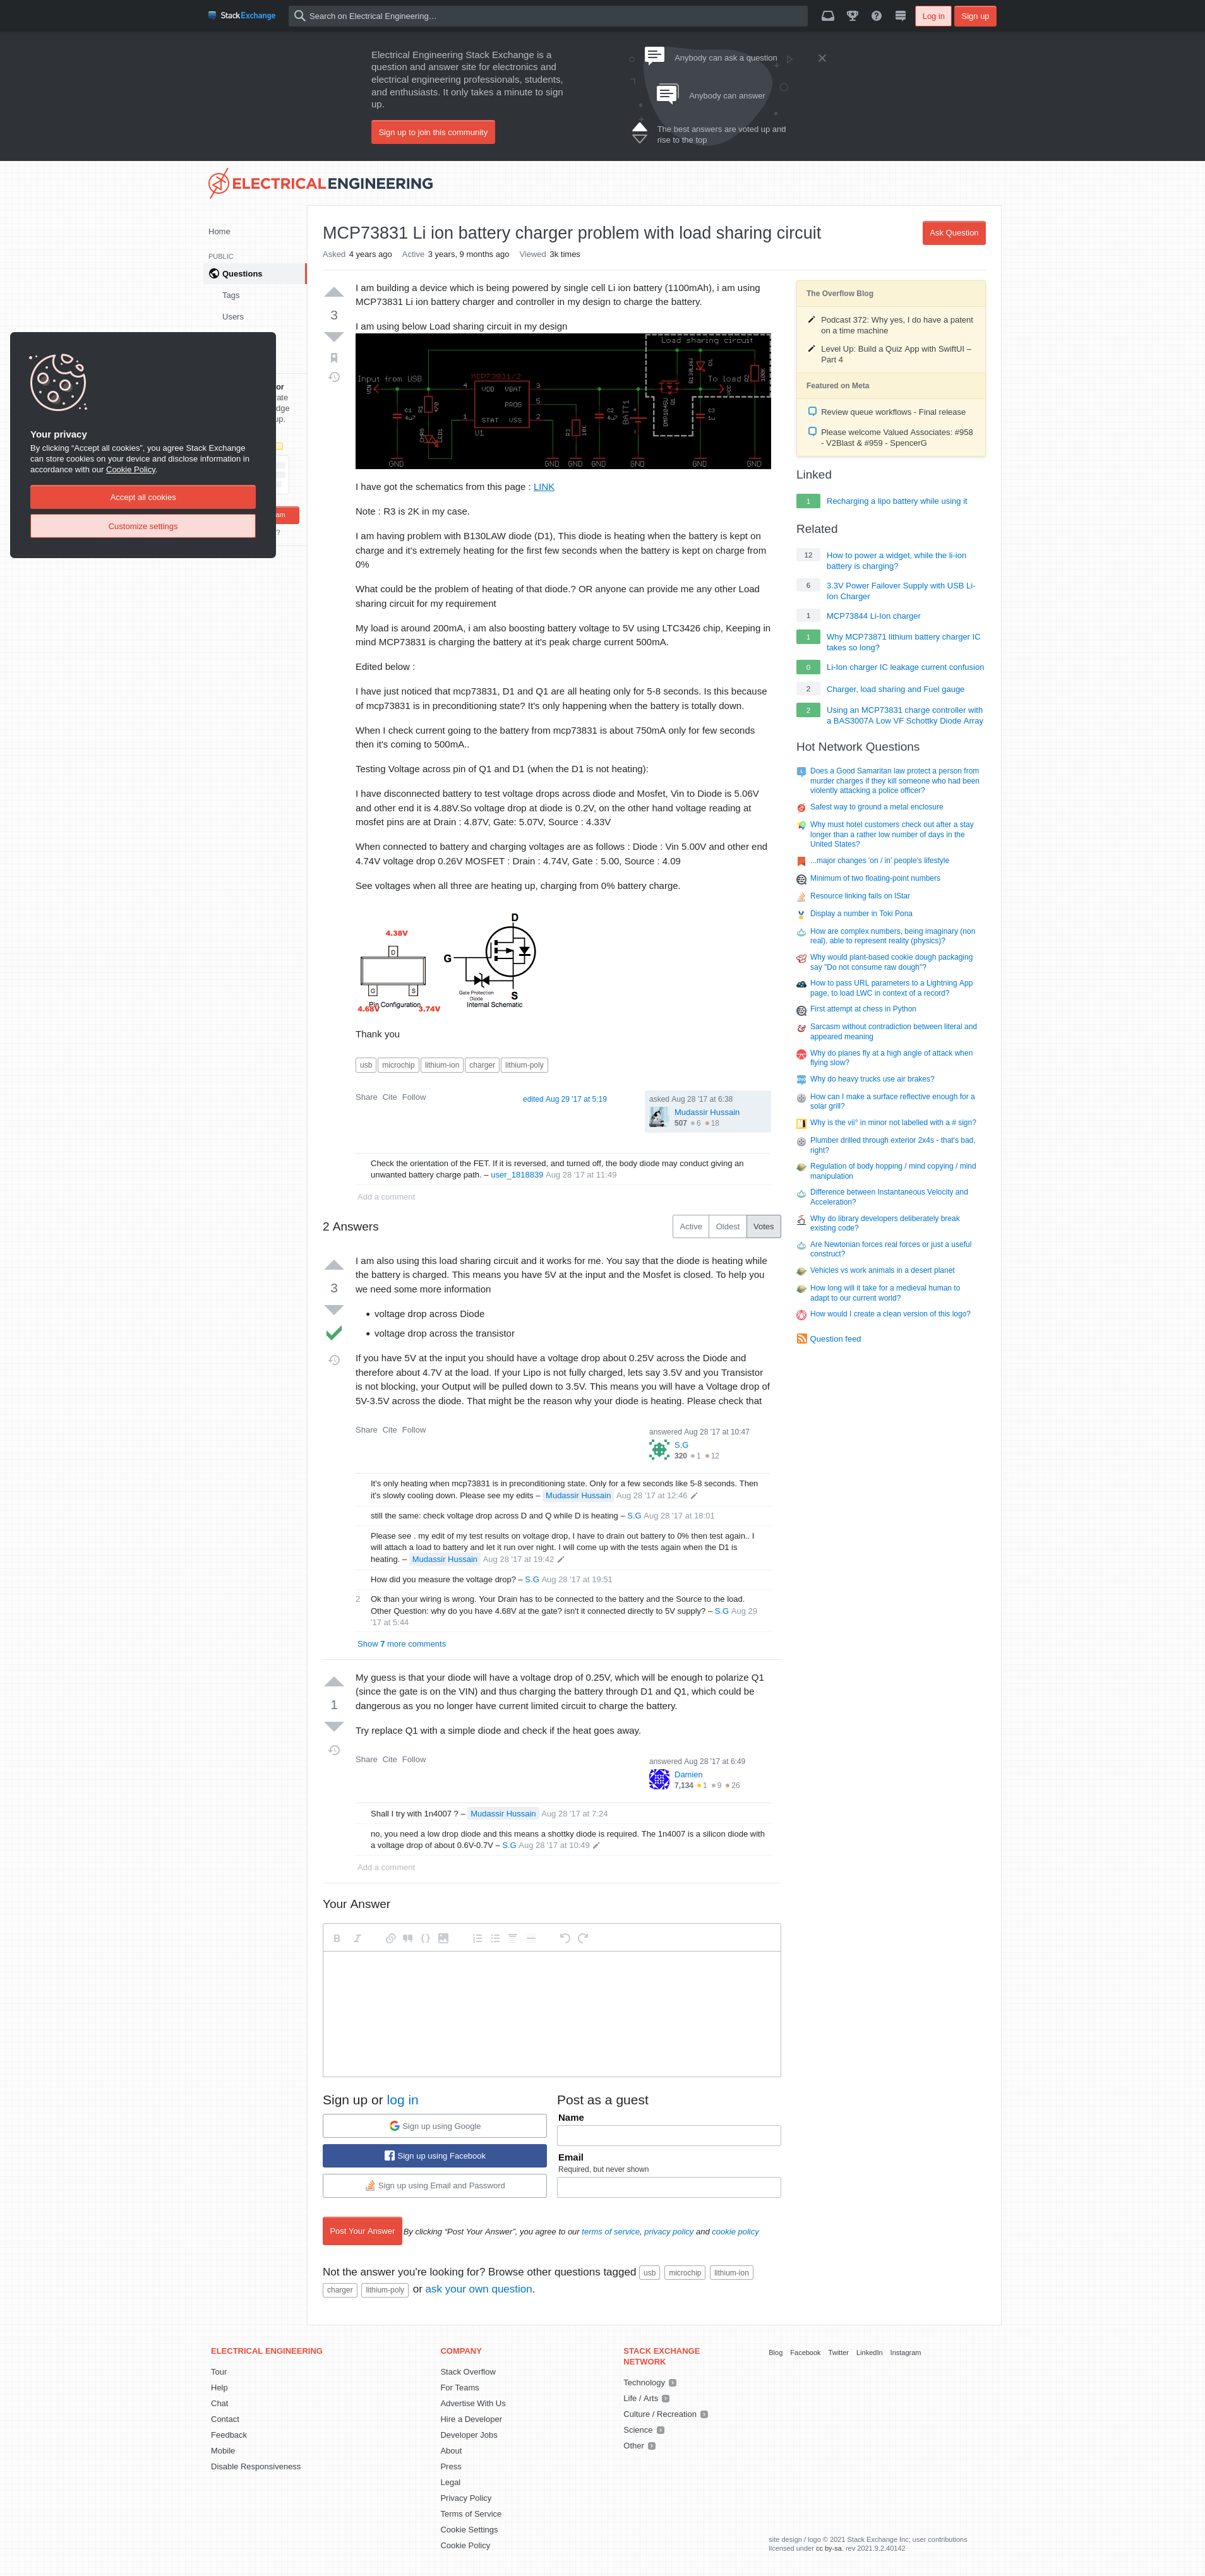 StackExchange
Search on Electrical Engineering…
Log in
Sign up
Electrical Engineering Stack Exchange is a
question and answer site for electronics and
electrical engineering professionals, students,
and enthusiasts. It only takes a minute to sign
up.
Sign up to join this community
Anybody can ask a question
Anybody can answer
The best answers are voted up and
rise to the top
ELECTRICAL ENGINEERING
Home
PUBLIC
Questions
Tags
Users
Your privacy
By clicking “Accept all cookies”, you agree Stack Exchange
can store cookies on your device and disclose information in
accordance with our Cookie Policy.
Accept all cookies
Customize settings
MCP73831 Li ion battery charger problem with load sharing circuit
Ask Question
Asked 4 years ago Active 3 years, 9 months ago Viewed 3k times
3
I am building a device which is being powered by single cell Li ion battery (1100mAh), i am using
MCP73831 Li ion battery charger and controller in my design to charge the battery.
I am using below Load sharing circuit in my design
Load sharing circuit
Input from USB
MCP73831/2
To load
VIN
VDD VBAT
PROG
STAT VSS
U1
4 3
5
1 2
C1
R2
470
LED1
R3
10k
C2
BATT1
DMP2104LP
Q1
B130LAW
D1
R5
100K
GND GND GND GND GND GND
I have got the schematics from this page : LINK
Note : R3 is 2K in my case.
I am having problem with B130LAW diode (D1), This diode is heating when the battery is kept on
charge and it's extremely heating for the first few seconds when the battery is kept on charge from
0%
What could be the problem of heating of that diode.? OR anyone can provide me any other Load
sharing circuit for my requirement
My load is around 200mA, i am also boosting battery voltage to 5V using LTC3426 chip, Keeping in
mind MCP73831 is charging the battery at it's peak charge current 500mA.
Edited below :
I have just noticed that mcp73831, D1 and Q1 are all heating only for 5-8 seconds. Is this because
of mcp73831 is in preconditioning state? It's only happening when the battery is totally down.
When I check current going to the battery from mcp73831 is about 750mA only for few seconds
then it's coming to 500mA..
Testing Voltage across pin of Q1 and D1 (when the D1 is not heating):
I have disconnected battery to test voltage drops across diode and Mosfet, Vin to Diode is 5.06V
and other end it is 4.88V.So voltage drop at diode is 0.2V, on the other hand voltage reading at
mosfet pins are at Drain : 4.87V, Gate: 5.07V, Source : 4.33V
When connected to battery and charging voltages are as follows : Diode : Vin 5.00V and other end
4.74V voltage drop 0.26V MOSFET : Drain : 4.74V, Gate : 5.00, Source : 4.09
See voltages when all three are heating up, charging from 0% battery charge.
4.38V
D
G S
Pin Configuration
4.68V 3.74V
D
G
Gate Protection
Diode
S
Internal Schematic
Thank you
usb microchip lithium-ion charger lithium-poly
Share Cite Follow
edited Aug 29 '17 at 5:19
asked Aug 28 '17 at 6:38
Mudassir Hussain
507 6 18
Check the orientation of the FET. If it is reversed, and turned off, the body diode may conduct giving an
unwanted battery charge path. – user_1818839 Aug 28 '17 at 11:49
Add a comment
2 Answers
Active Oldest Votes
3
I am also using this load sharing circuit and it works for me. You say that the diode is heating while
the battery is charged. This means you have 5V at the input and the Mosfet is closed. To help you
we need some more information
• voltage drop across Diode
• voltage drop across the transistor
If you have 5V at the input you should have a voltage drop about 0.25V across the Diode and
therefore about 4.7V at the load. If your Lipo is not fully charged, lets say 3.5V and you Transistor
is not blocking, your Output will be pulled down to 3.5V. This means you will have a Voltage drop of
5V-3.5V across the diode. That might be the reason why your diode is heating. Please check that
Share Cite Follow
answered Aug 28 '17 at 10:47
S.G
320 1 12
It's only heating when mcp73831 is in preconditioning state. Only for a few seconds like 5-8 seconds. Then
it's slowly cooling down. Please see my edits – Mudassir Hussain Aug 28 '17 at 12:46
still the same: check voltage drop across D and Q while D is heating – S.G Aug 28 '17 at 18:01
Please see . my edit of my test results on voltage drop, I have to drain out battery to 0% then test again.. I
will attach a load to battery and let it run over night. I will come up with the tests again when the D1 is
heating. – Mudassir Hussain Aug 28 '17 at 19:42
How did you measure the voltage drop? – S.G Aug 28 '17 at 19:51
2 Ok than your wiring is wrong. Your Drain has to be connected to the battery and the Source to the load.
Other Question: why do you have 4.68V at the gate? isn't it connected directly to 5V supply? – S.G Aug 29
'17 at 5:44
Show 7 more comments
1
My guess is that your diode will have a voltage drop of 0.25V, which will be enough to polarize Q1
(since the gate is on the VIN) and thus charging the battery through D1 and Q1, which could be
dangerous as you no longer have current limited circuit to charge the battery.
Try replace Q1 with a simple diode and check if the heat goes away.
Share Cite Follow
answered Aug 28 '17 at 6:49
Damien
7,134 1 9 26
Shall I try with 1n4007 ? – Mudassir Hussain Aug 28 '17 at 7:24
no, you need a low drop diode and this means a shottky diode is required. The 1n4007 is a silicon diode with
a voltage drop of about 0.6V-0.7V – S.G Aug 28 '17 at 10:49
Add a comment
Your Answer
Sign up or log in
Sign up using Google
Sign up using Facebook
Sign up using Email and Password
Post as a guest
Name
Email
Required, but never shown
Post Your Answer
By clicking “Post Your Answer”, you agree to our terms of service, privacy policy and cookie policy
Not the answer you're looking for? Browse other questions tagged usb microchip lithium-ion
charger lithium-poly or ask your own question.
The Overflow Blog
Podcast 372: Why yes, I do have a patent
on a time machine
Level Up: Build a Quiz App with SwiftUI –
Part 4
Featured on Meta
Review queue workflows - Final release
Please welcome Valued Associates: #958
- V2Blast & #959 - SpencerG
Linked
1 Recharging a lipo battery while using it
Related
12 How to power a widget, while the li-ion
battery is charging?
6 3.3V Power Failover Supply with USB Li-
Ion Charger
1 MCP73844 Li-Ion charger
1 Why MCP73871 lithium battery charger IC
takes so long?
0 Li-Ion charger IC leakage current confusion
2 Charger, load sharing and Fuel gauge
2 Using an MCP73831 charge controller with
a BAS3007A Low VF Schottky Diode Array
Hot Network Questions
Does a Good Samaritan law protect a person from
murder charges if they kill someone who had been
violently attacking a police officer?
Safest way to ground a metal enclosure
Why must hotel customers check out after a stay
longer than a rather low number of days in the
United States?
...major changes 'on / in' people's lifestyle
Minimum of two floating-point numbers
Resource linking fails on lStar
Display a number in Toki Pona
How are complex numbers, being imaginary (non
real), able to represent reality (physics)?
Why would plant-based cookie dough packaging
say "Do not consume raw dough"?
How to pass URL parameters to a Lightning App
page, to load LWC in context of a record?
First attempt at chess in Python
Sarcasm without contradiction between literal and
appeared meaning
Why do planes fly at a high angle of attack when
flying slow?
Why do heavy trucks use air brakes?
How can I make a surface reflective enough for a
solar grill?
Why is the vii° in minor not labelled with a # sign?
Plumber drilled through exterior 2x4s - that's bad,
right?
Regulation of body hopping / mind copying / mind
manipulation
Difference between Instantaneous Velocity and
Acceleration?
Why do library developers deliberately break
existing code?
Are Newtonian forces real forces or just a useful
construct?
Vehicles vs work animals in a desert planet
How long will it take for a medieval human to
adapt to our current world?
How would I create a clean version of this logo?
Question feed
ELECTRICAL ENGINEERING
Tour
Help
Chat
Contact
Feedback
Mobile
Disable Responsiveness
COMPANY
Stack Overflow
For Teams
Advertise With Us
Hire a Developer
Developer Jobs
About
Press
Legal
Privacy Policy
Terms of Service
Cookie Settings
Cookie Policy
STACK EXCHANGE
NETWORK
Technology
Life / Arts
Culture / Recreation
Science
Other
Blog Facebook Twitter LinkedIn Instagram
site design / logo © 2021 Stack Exchange Inc; user contributions
licensed under cc by-sa. rev 2021.9.2.40142